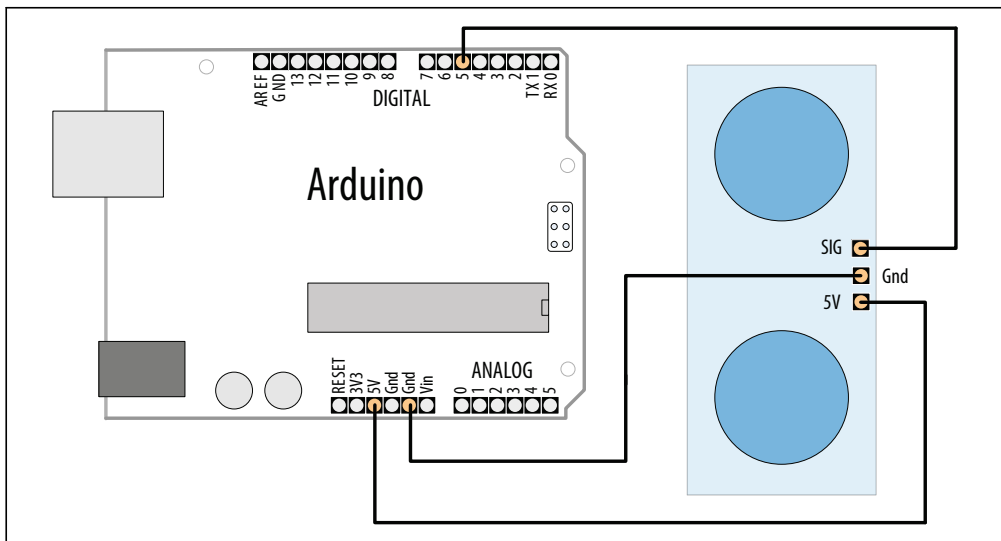 AREF
GND
13
12
11
10
9
8
7
6
5
4
3
2
TX 1
RX 0
DIGITAL
Arduino
SIG
Gnd
5V
ANALOG
RESET
3V3
5V
Gnd
Gnd
Vin
0
1
2
3
4
5